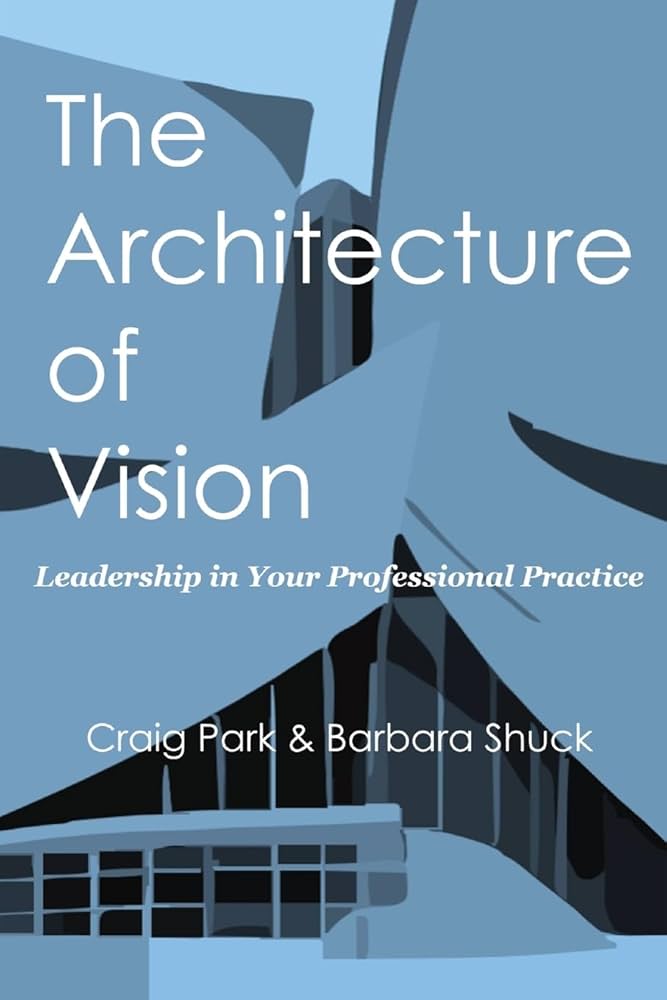 The
Architecture
of
Vision
Leadership in Your Professional Practice
Craig Park & Barbara Shuck